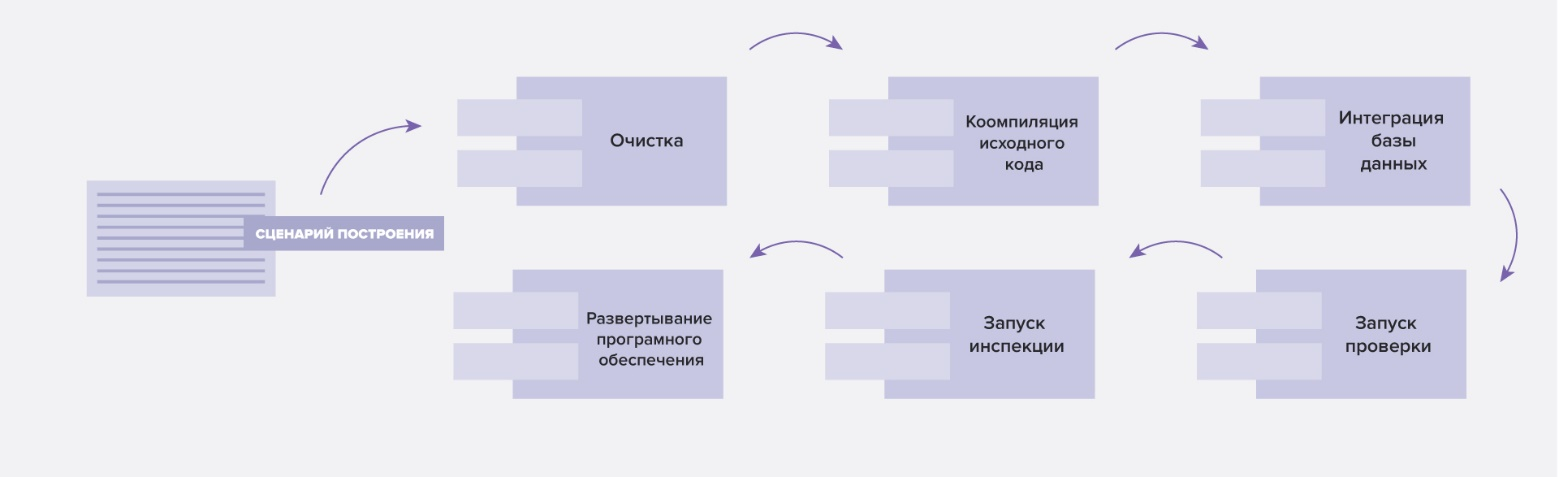 СЦЕНАРИЙ ПОСТРОЕНИЯ
Очистка
Коомпиляция
исходного
кода
Интеграция
базы
данных
Запуск
проверки
Запуск
инспекции
Развертывание
програмного
обеспечения